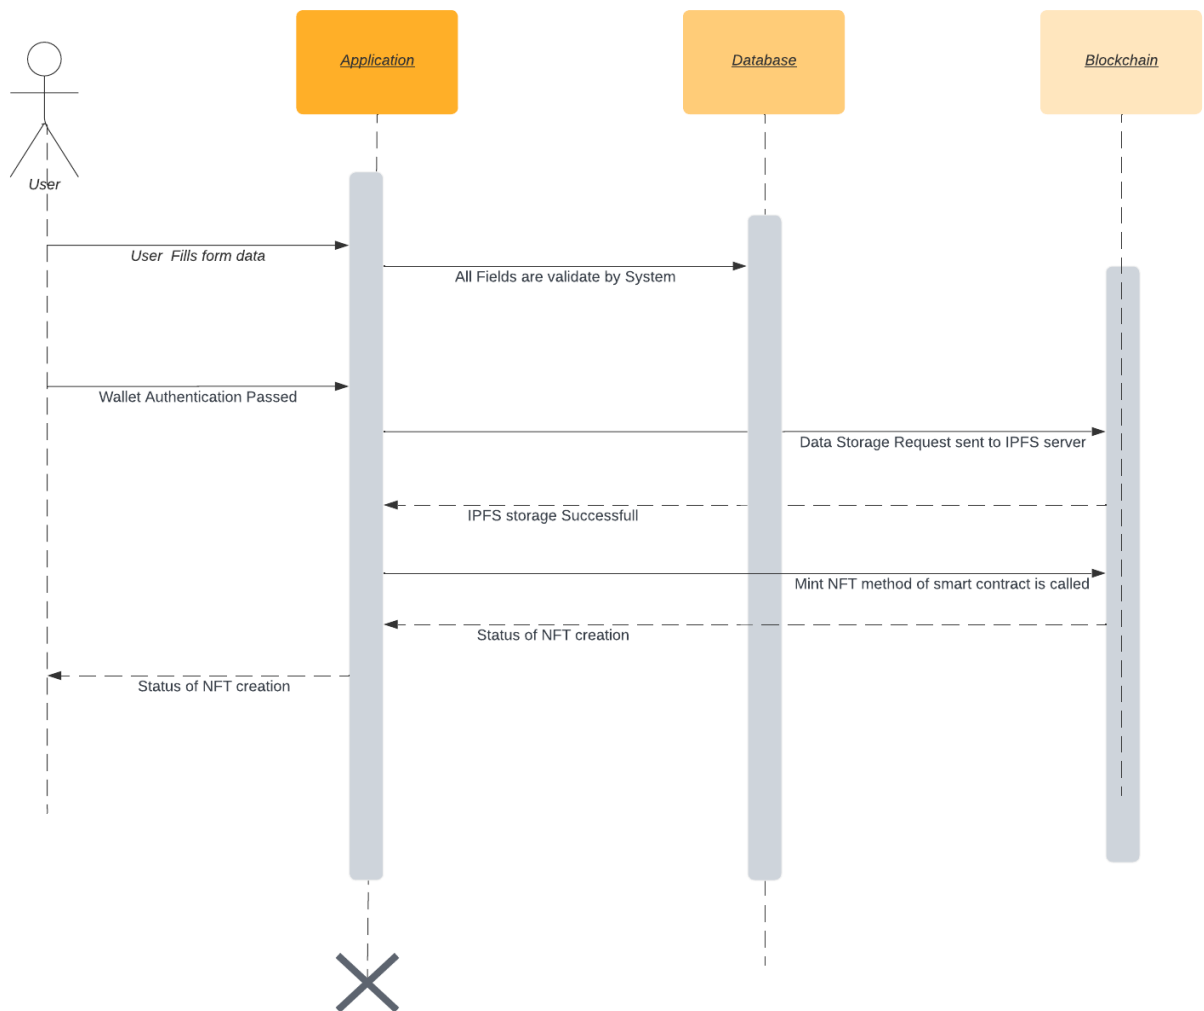 Application
Database
Blockchain
User
User Fills form data
All Fields are validate by System
Wallet Authentication Passed
Data Storage Request sent to IPFS server
IPFS storage Successfull
Mint NFT method of smart contract is called
Status of NFT creation
Status of NFT creation